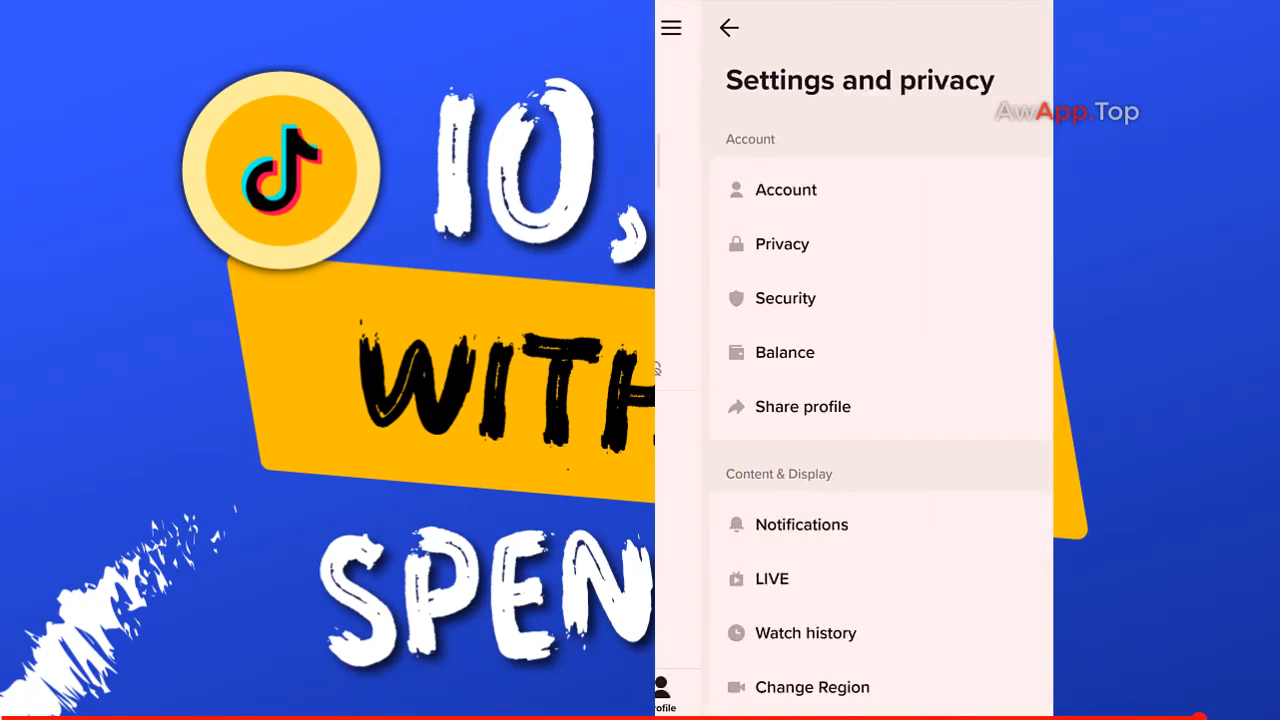 10,
WITH
SPEN
Settings and privacy
AwApp.Top
Account
Account
Privacy
Security
Balance
Share profile
Content & Display
Notifications
LIVE
Watch history
Change Region
rofile